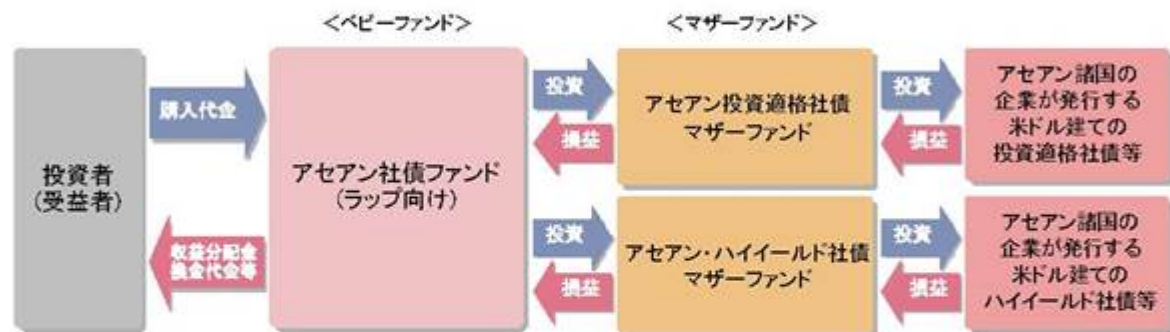 <ベビーファンド>
<マザーファンド>
投資者
(受益者)
購入代金
収益分配金
換金代金等
アセアン社債ファンド
(ラップ向け)
投資
損益
アセアン投資適格社債
マザーファンド
投資
損益
アセアン諸国の
企業が発行する
米ドル建ての
投資適格社債等
投資
損益
アセアン・ハイイールド社債
マザーファンド
投資
損益
アセアン諸国の
企業が発行する
米ドル建ての
ハイイールド社債等